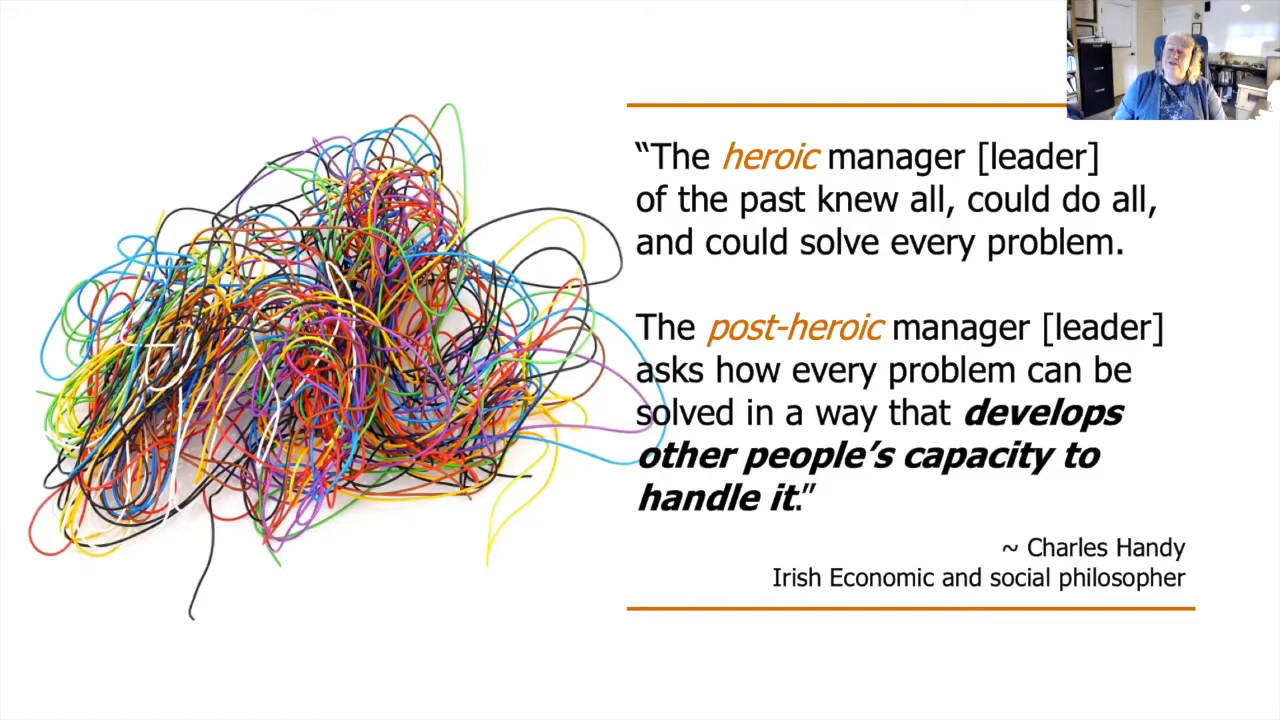 “The heroic manager [leader]
of the past knew all, could do all,
and could solve every problem.
The post-heroic manager [leader]
asks how every problem can be
solved in a way that develops
other people’s capacity to
handle it.”
~ Charles Handy
Irish Economic and social philosopher